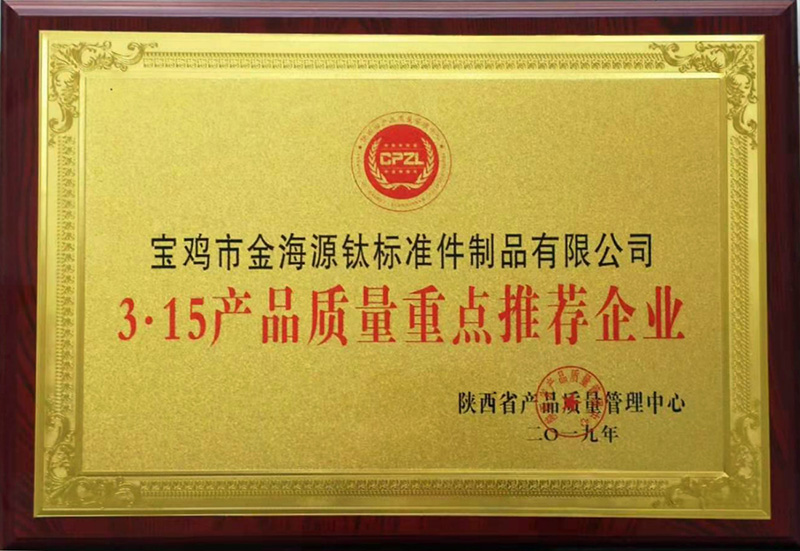 CPZL
宝鸡市金海源钛标准件制品有限公司
3·15产品质量重点推荐企业
陕西省产品质量管理中心
二〇一九年